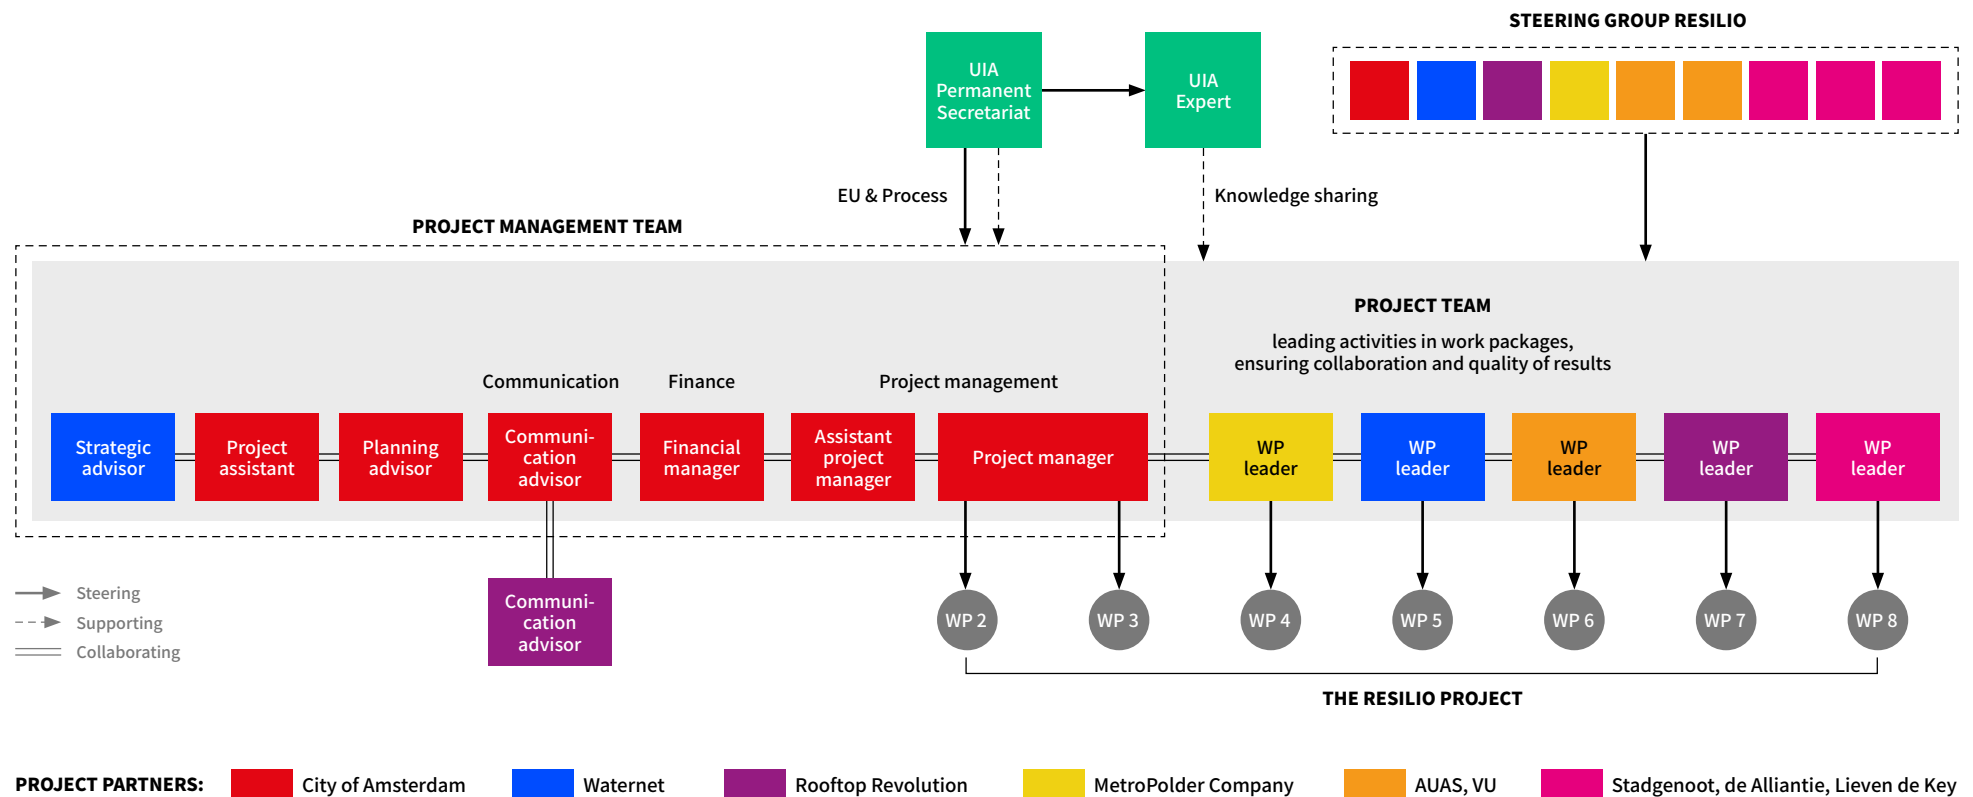 STEERING GROUP RESILIO
UIA
Permanent
Secretariat
UIA
Expert
EU & Process
Knowledge sharing
PROJECT MANAGEMENT TEAM
PROJECT TEAM
leading activities in work packages,
ensuring collaboration and quality of results
Communication
Finance
Project management
Strategic
advisor
Project
assistant
Planning
advisor
Communi-
cation
advisor
Financial
manager
Assistant
project
manager
Project manager
WP
leader
WP
leader
WP
leader
WP
leader
WP
leader
Communi-
cation
advisor
Steering
Supporting
Collaborating
WP 2
WP 3
WP 4
WP 5
WP 6
WP 7
WP 8
THE RESILIO PROJECT
PROJECT PARTNERS:
City of Amsterdam
Waternet
Rooftop Revolution
MetroPolder Company
AUAS, VU
Stadgenoot, de Alliantie, Lieven de Key